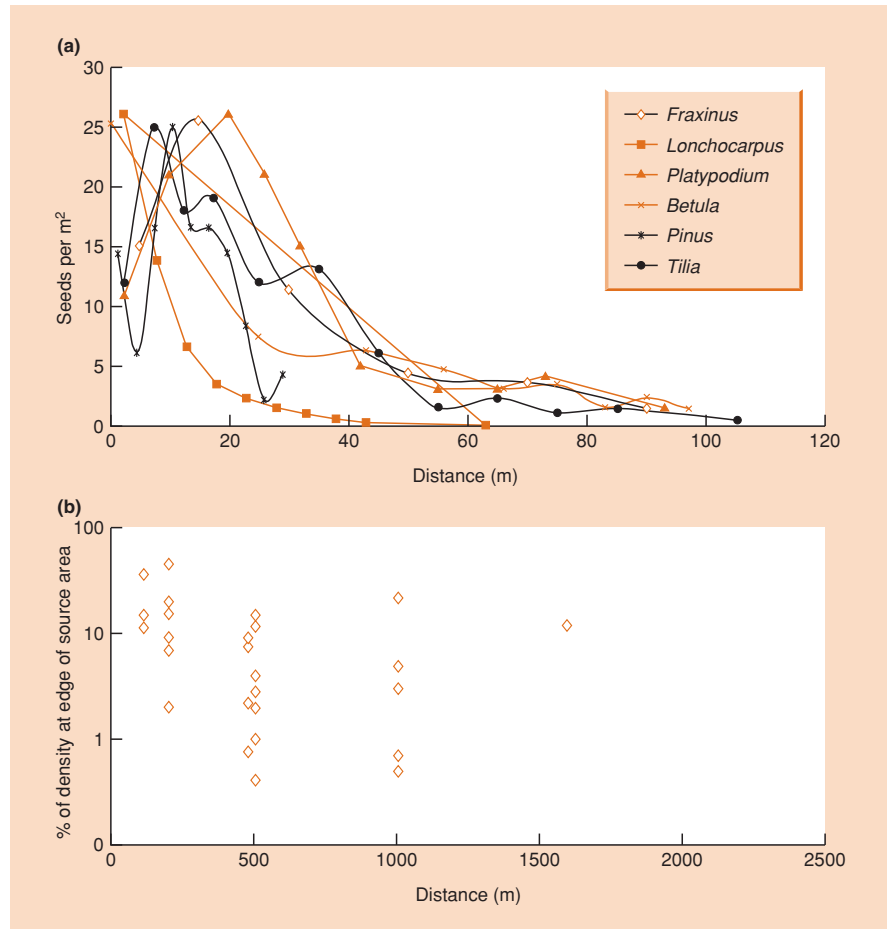 (a)
30
25
20
15
10
5
0
Seeds per m²
0 20 40 60 80 100 120
Distance (m)
Fraxinus
Lonchocarpus
Platypodium
Betula
Pinus
Tilia
(b)
100
10
1
0
% of density at edge of source area
0 500 1000 1500 2000 2500
Distance (m)